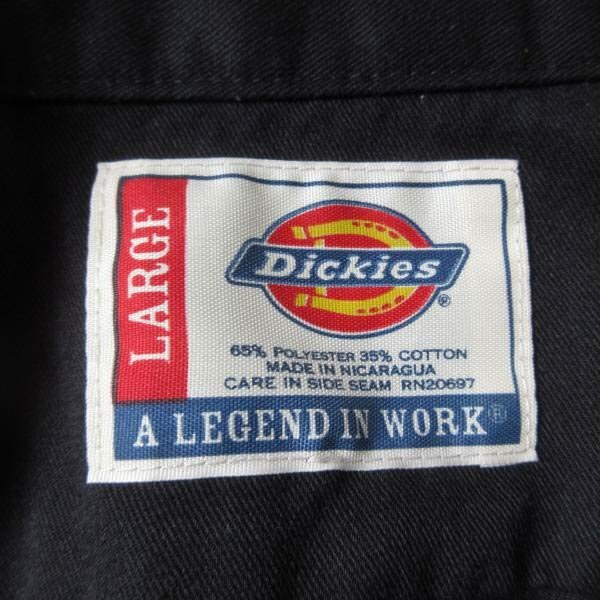 LARGE
Dickies®
65% POLYESTER 35% COTTON
MADE IN NICARAGUA
CARE IN SIDE SEAM RN20697
A LEGEND IN WORK®